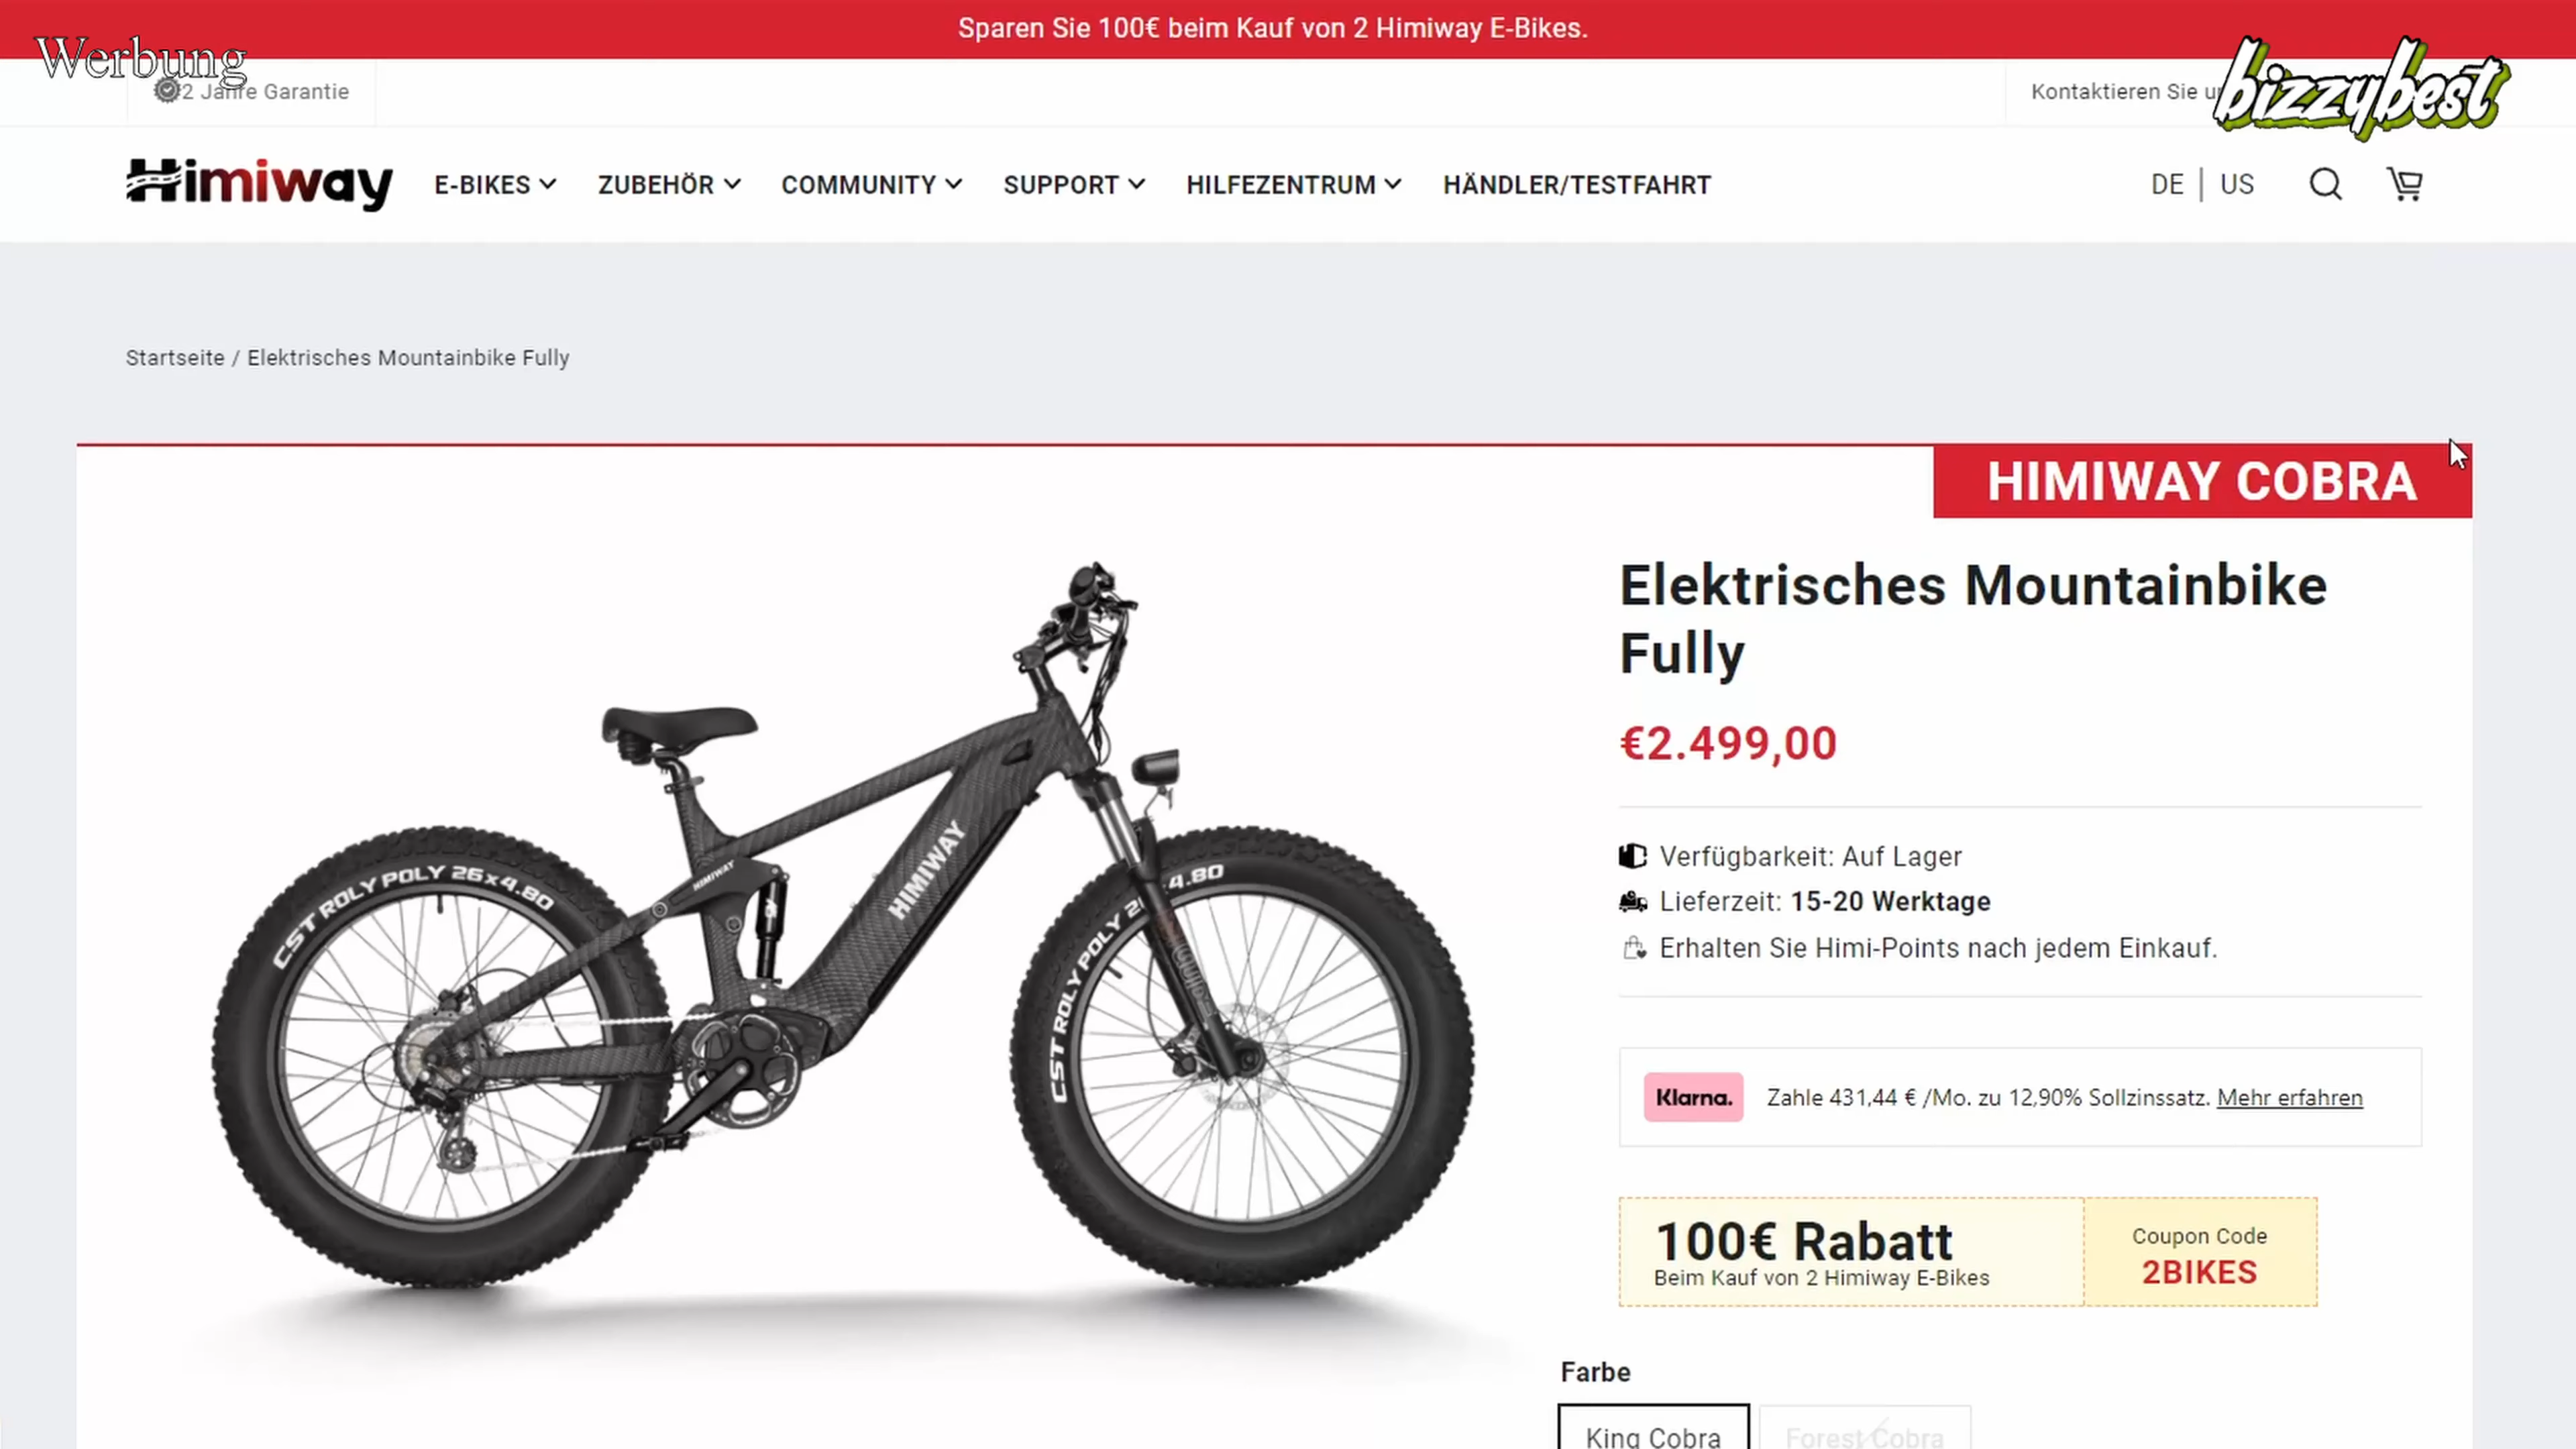 Sparen Sie 100€ beim Kauf von 2 Himiway E-Bikes.
Werbung
2 Jahre Garantie
Kontaktieren Sie
bizzybest
Himiway
E-BIKES
ZUBEHÖR
COMMUNITY
SUPPORT
HILFEZENTRUM
HÄNDLER/TESTFAHRT
DE | US
Startseite / Elektrisches Mountainbike Fully
HIMIWAY COBRA
Elektrisches Mountainbike
Fully
€2.499,00
Verfügbarkeit: Auf Lager
Lieferzeit: 15-20 Werktage
Erhalten Sie Himi-Points nach jedem Einkauf.
Klarna.
Zahle 431,44 € /Mo. zu 12,90% Sollzinssatz. Mehr erfahren
100€ Rabatt
Beim Kauf von 2 Himiway E-Bikes
Coupon Code
2BIKES
Farbe
King Cobra
Forest Cobra
HIMIWAY
HIMIWAY
CST ROLY POLY 26x4.80
CST ROLY POLY
4.80